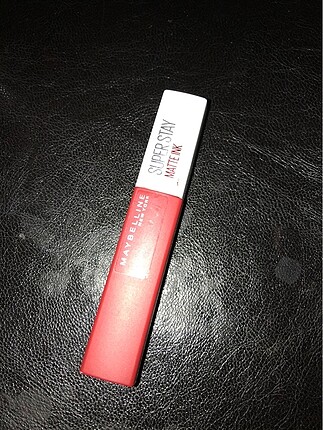 SUPER STAY
MATTE INK
MAYBELLINE
NEW YORK